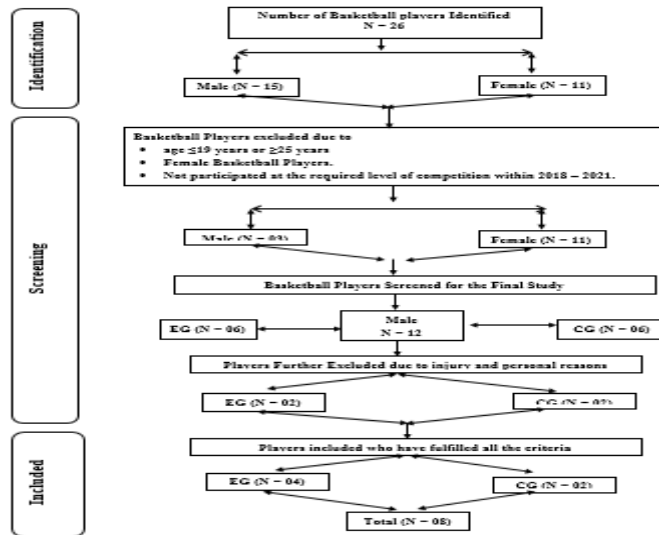 Identification
Number of Basketball players Identified
N – 26
Male (N – 15)
Female (N – 11)
Screening
Basketball Players excluded due to
• age ≤19 years or ≥25 years
• Female Basketball Players.
• Not participated at the required level of competition within 2018 – 2021.
Male (N – 03)
Female (N – 11)
Basketball Players Screened for the Final Study
EG (N – 06)
Male
N – 12
CG (N – 06)
Players Further Excluded due to injury and personal reasons
EG (N – 02)
CG (N – 02)
Included
Players included who have fulfilled all the criteria
EG (N – 04)
CG (N – 02)
Total (N – 08)